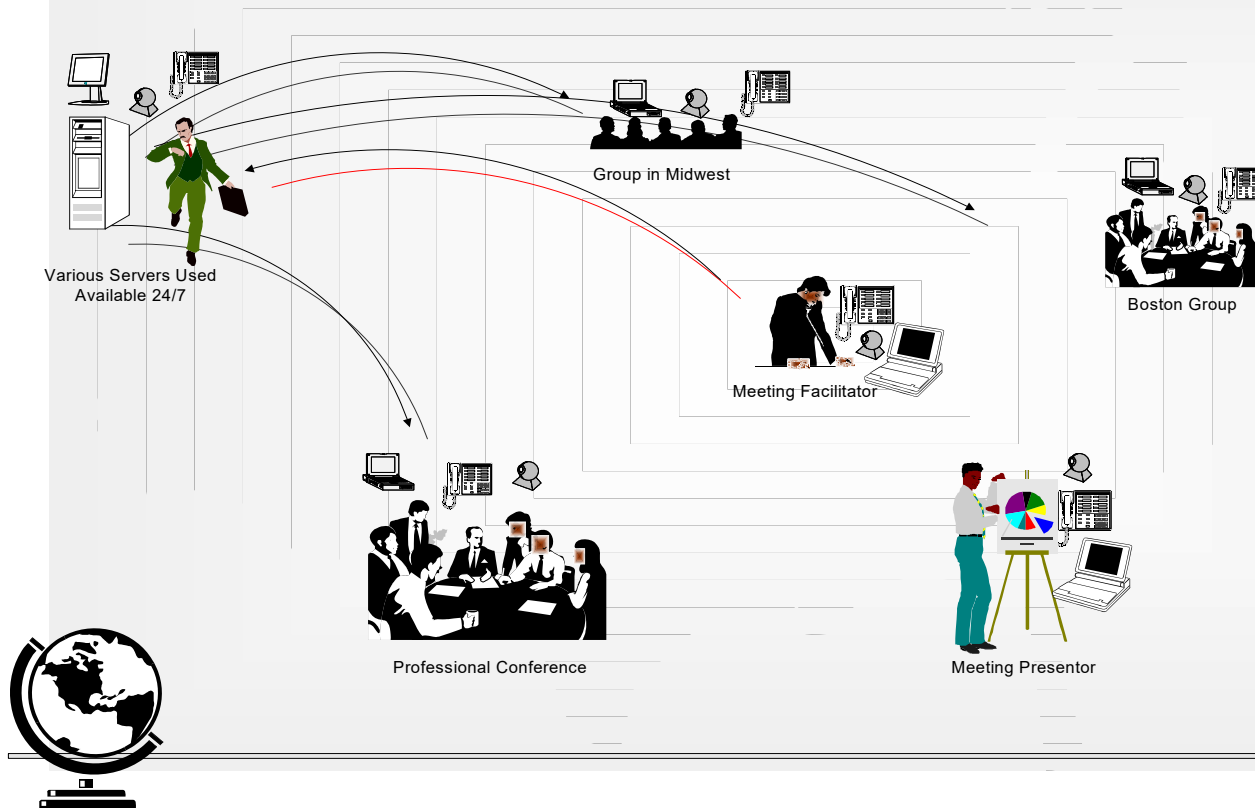 Group in Midwest
Various Servers Used
Available 24/7
Boston Group
Meeting Facilitator
Professional Conference
Meeting Presentor